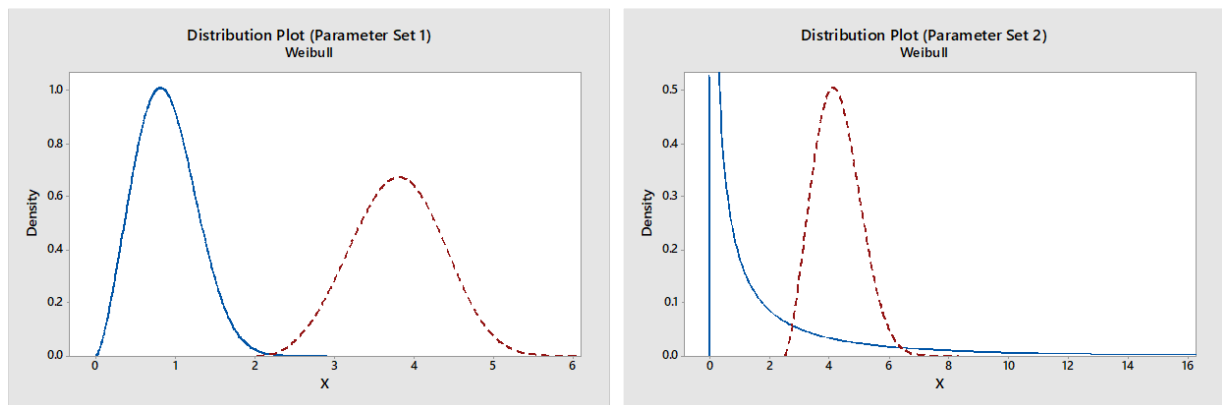 Distribution Plot (Parameter Set 1)
Weibull
1.0
0.8
0.6
0.4
0.2
0.0
Density
0 1 2 3 4 5 6
X
Distribution Plot (Parameter Set 2)
Weibull
0.5
0.4
0.3
0.2
0.1
0.0
Density
0 2 4 6 8 10 12 14 16
X